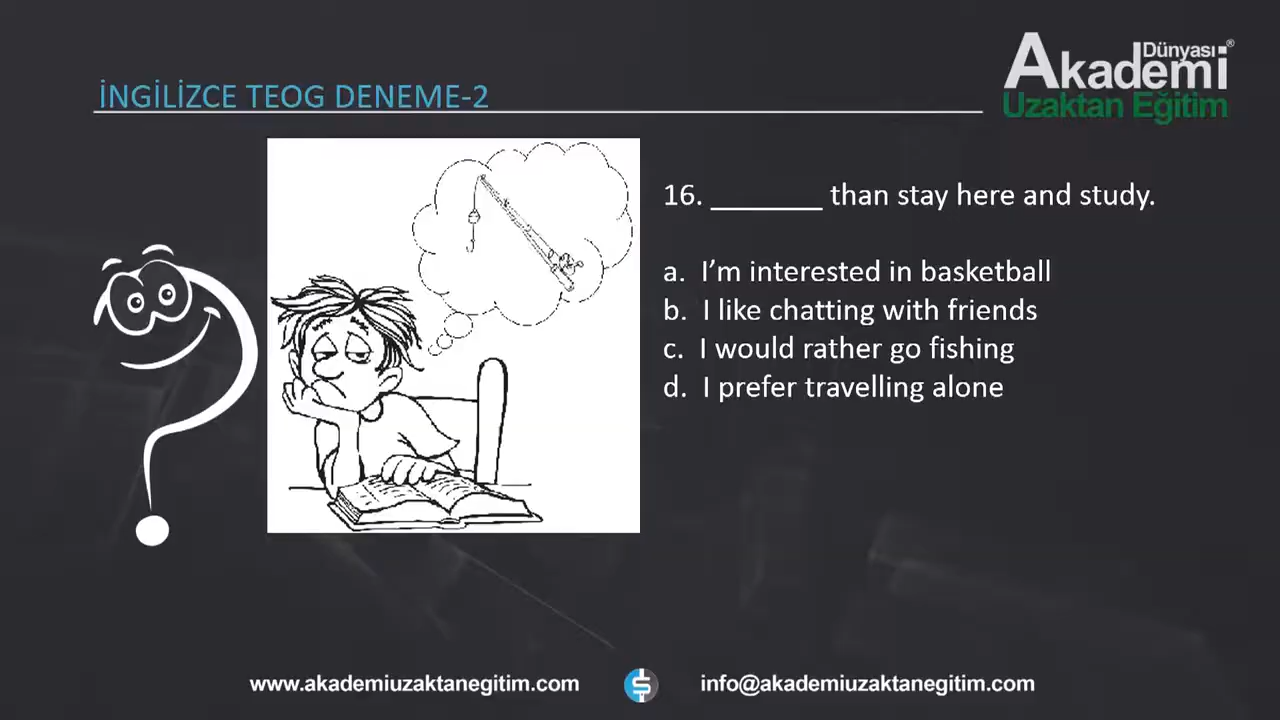 Dünyası
Akademi
Uzaktan Eğitim
İNGİLİZCE TEOG DENEME-2
16. _______ than stay here and study.
a. I’m interested in basketball
b. I like chatting with friends
c. I would rather go fishing
d. I prefer travelling alone
www.akademiuzaktanegitim.com
info@akademiuzaktanegitim.com